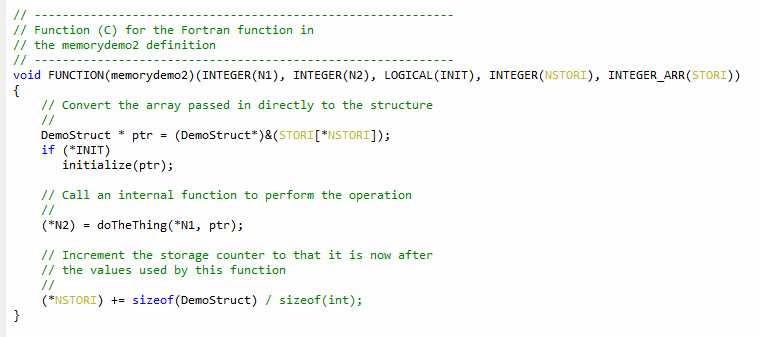 // ------------------------------------------------------------
// Function (C) for the Fortran function in
// the memorydemo2 definition
// ------------------------------------------------------------
void FUNCTION(memorydemo2)(INTEGER(N1), INTEGER(N2), LOGICAL(INIT), INTEGER(NSTORI), INTEGER_ARR(STORI))
{
    // Convert the array passed in directly to the structure
    //
    DemoStruct * ptr = (DemoStruct*)&(STORI[*NSTORI]);
    if (*INIT)
       initialize(ptr);

    // Call an internal function to perform the operation
    //
    (*N2) = doTheThing(*N1, ptr);

    // Increment the storage counter to that it is now after
    // the values used by this function
    //
    (*NSTORI) += sizeof(DemoStruct) / sizeof(int);
}